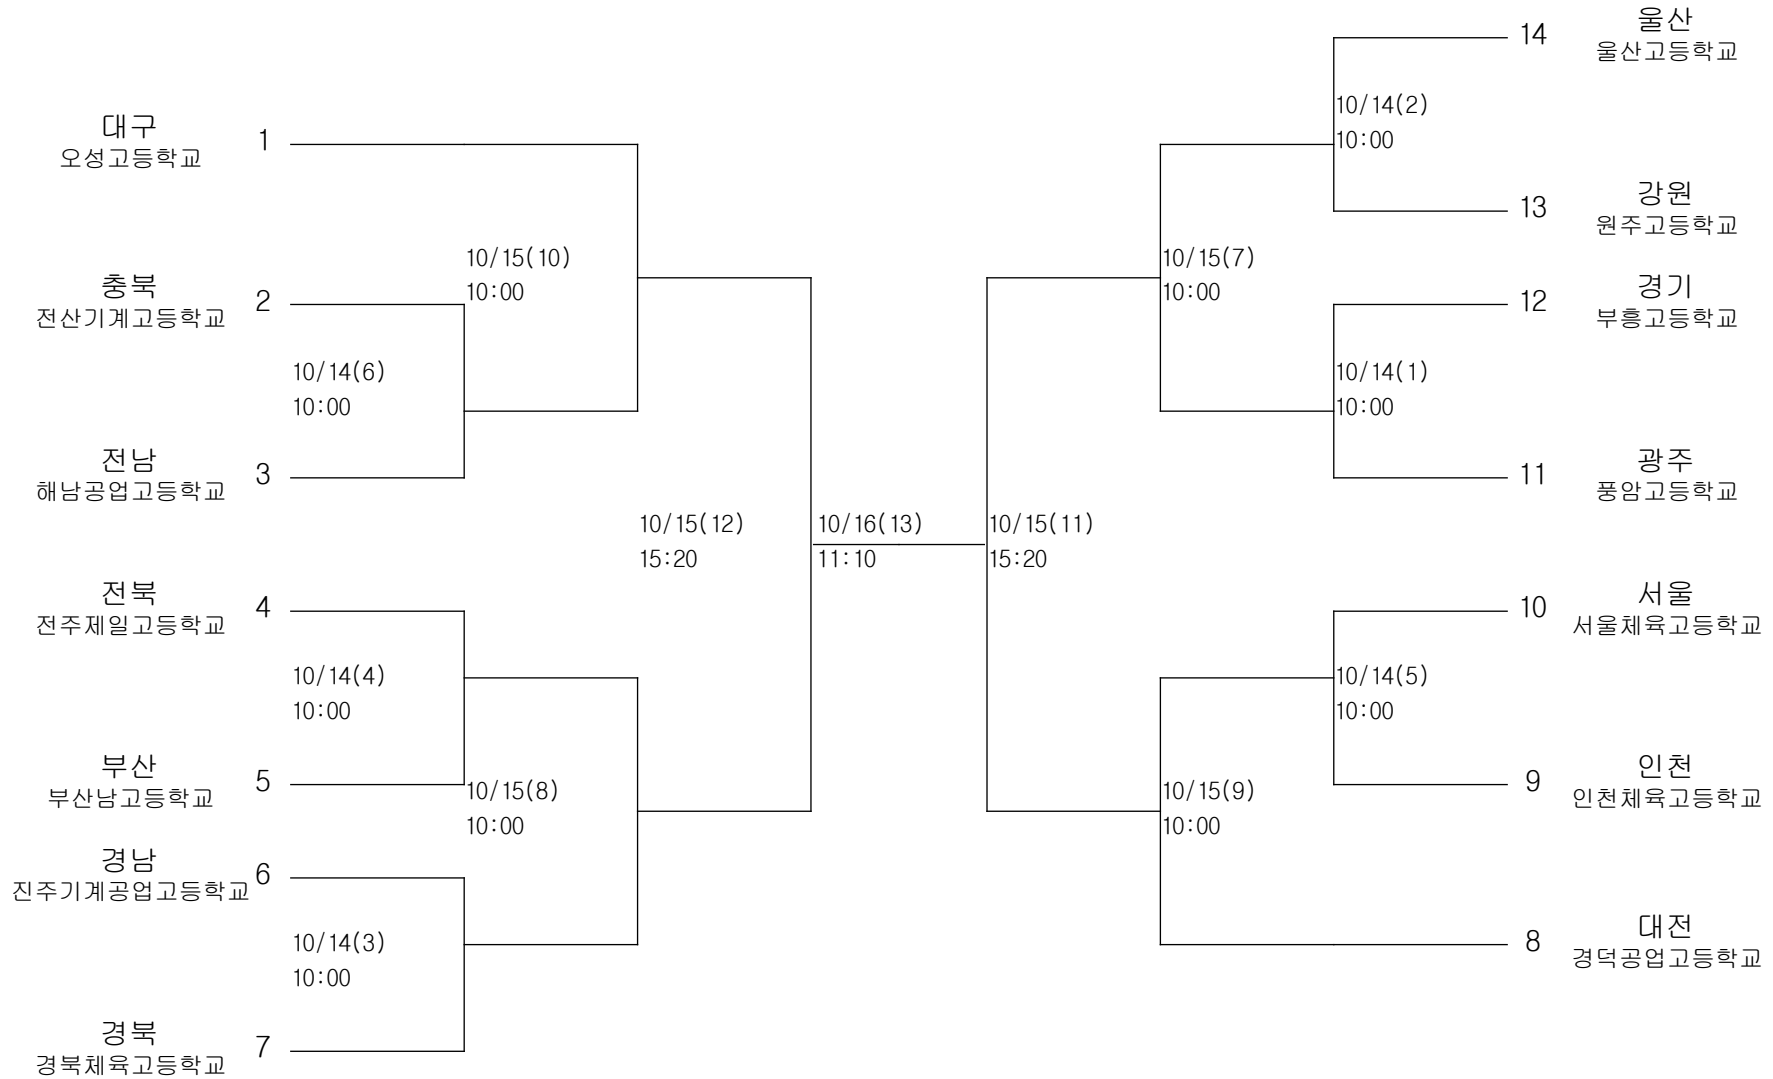 대구
오성고등학교
1
충북
전산기계고등학교
2
10/15(10)
10:00
10/14(6)
10:00
전남
해남공업고등학교
3
10/15(12)
15:20
전북
전주제일고등학교
4
10/14(4)
10:00
부산
부산남고등학교
5
10/15(8)
10:00
경남
진주기계공업고등학교
6
10/14(3)
10:00
경북
경북체육고등학교
7
10/16(13)
11:10
14
울산
울산고등학교
10/14(2)
10:00
13
강원
원주고등학교
10/15(7)
10:00
12
경기
부흥고등학교
10/14(1)
10:00
11
광주
풍암고등학교
10/15(11)
15:20
10
서울
서울체육고등학교
10/14(5)
10:00
9
인천
인천체육고등학교
10/15(9)
10:00
8
대전
경덕공업고등학교